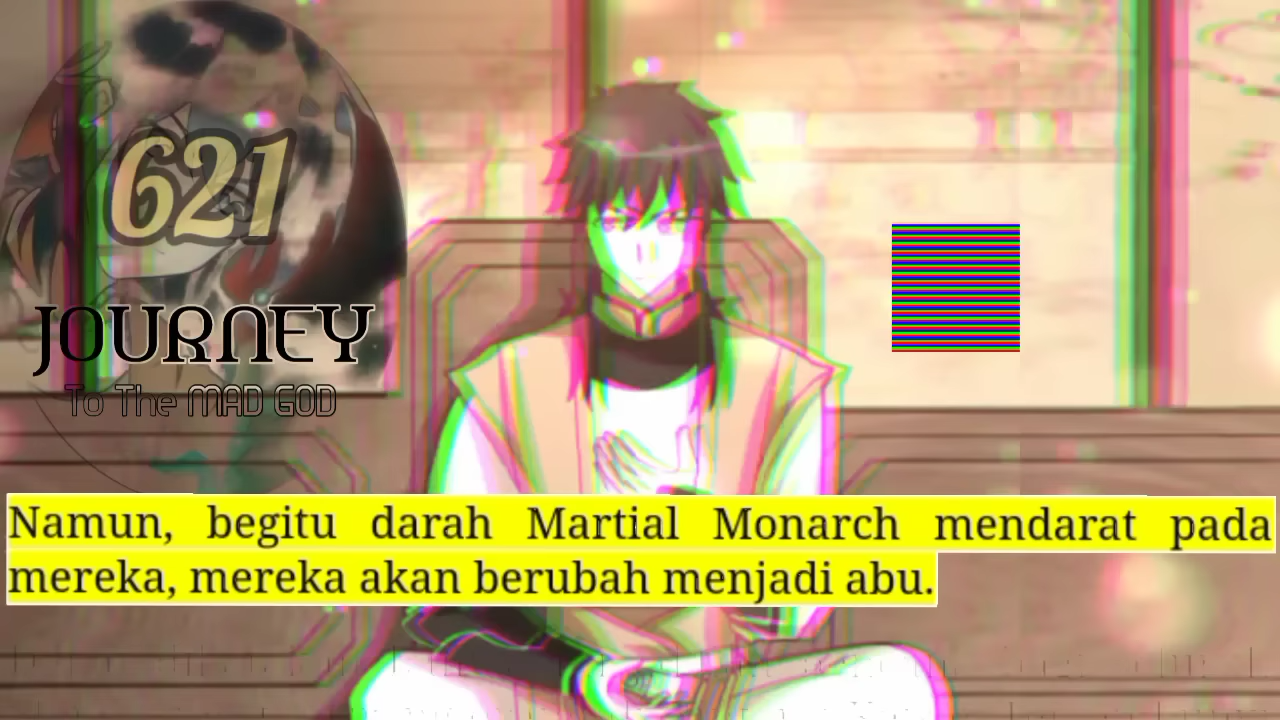 621
JOURNEY
To The MAD GOD
Namun, begitu darah Martial Monarch mendarat pada
mereka, mereka akan berubah menjadi abu.